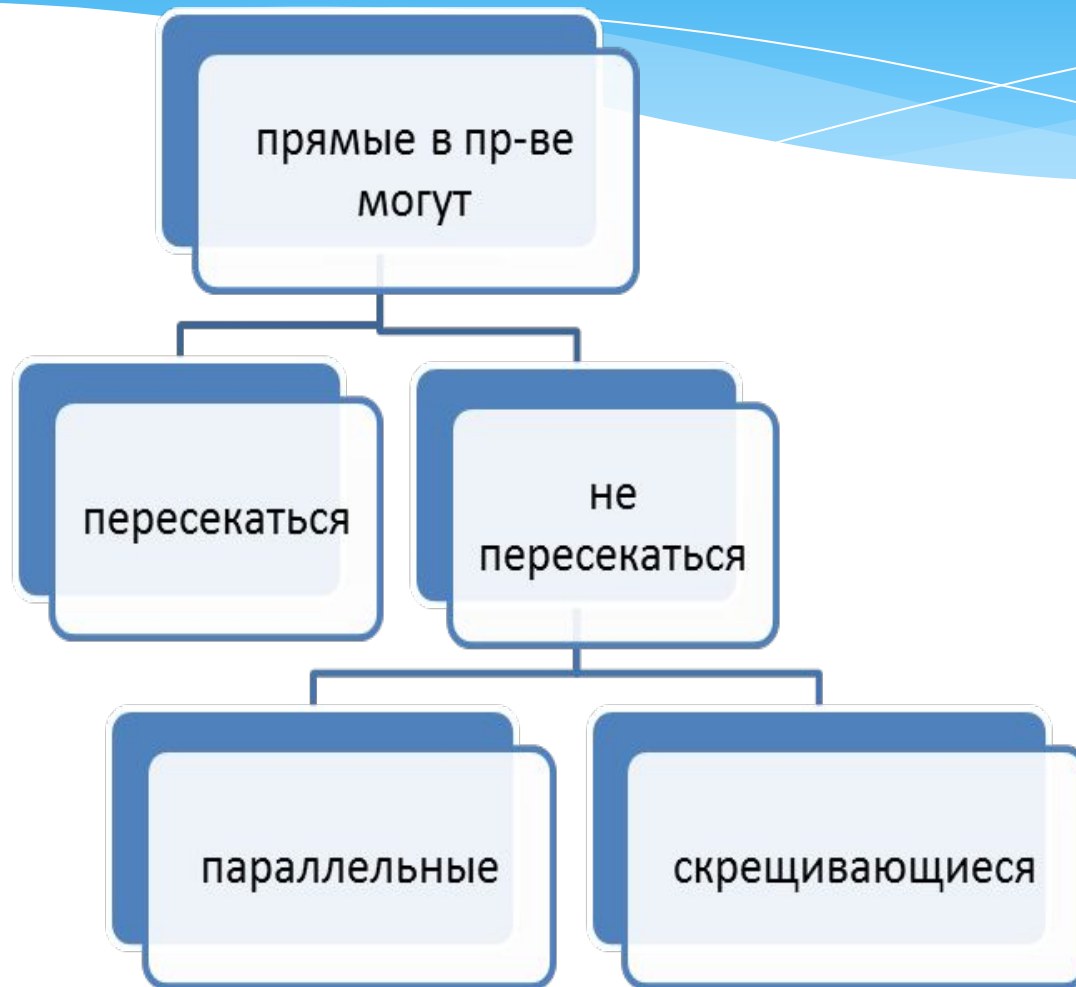 прямые в пр-ве
могут
пересекаться
не
пересекаться
параллельные
скрещивающиеся